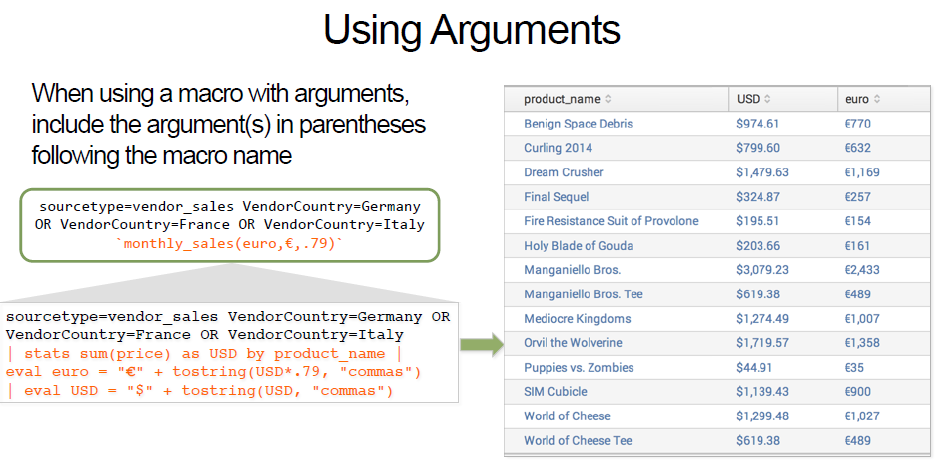 Using Arguments
When using a macro with arguments,
include the argument(s) in parentheses
following the macro name
sourcetype=vendor_sales VendorCountry=Germany
OR VendorCountry=France OR VendorCountry=Italy
`monthly_sales(euro,€,.79)`
sourcetype=vendor_sales VendorCountry=Germany OR
VendorCountry=France OR VendorCountry=Italy
| stats sum(price) as USD by product_name |
eval euro = "€" + tostring(USD*.79, "commas")
| eval USD = "$" + tostring(USD, "commas")
product_name USD euro
Benign Space Debris $974.61 €770
Curling 2014 $799.60 €632
Dream Crusher $1,479.63 €1,169
Final Sequel $324.87 €257
Fire Resistance Suit of Provolone $195.51 €154
Holy Blade of Gouda $203.66 €161
Manganiello Bros. $3,079.23 €2,433
Manganiello Bros. Tee $619.38 €489
Mediocre Kingdoms $1,274.49 €1,007
Orvil the Wolverine $1,719.57 €1,358
Puppies vs. Zombies $44.91 €35
SIM Cubicle $1,139.43 €900
World of Cheese $1,299.48 €1,027
World of Cheese Tee $619.38 €489